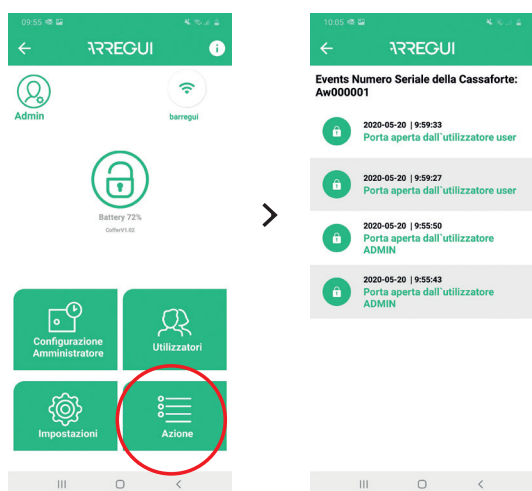 09:55
ARREGUI
Admin
barregui
Battery 72%
CofferV1.02
Configurazione
Amministratore
Utilizzatori
Impostazioni
Azione
10:05
ARREGUI
Events Numero Seriale della Cassaforte:
Aw000001
2020-05-20 | 9:59:33
Porta aperta dall`utilizzatore user
2020-05-20 | 9:59:27
Porta aperta dall`utilizzatore user
2020-05-20 | 9:55:50
Porta aperta dall`utilizzatore
ADMIN
2020-05-20 | 9:55:43
Porta aperta dall`utilizzatore
ADMIN